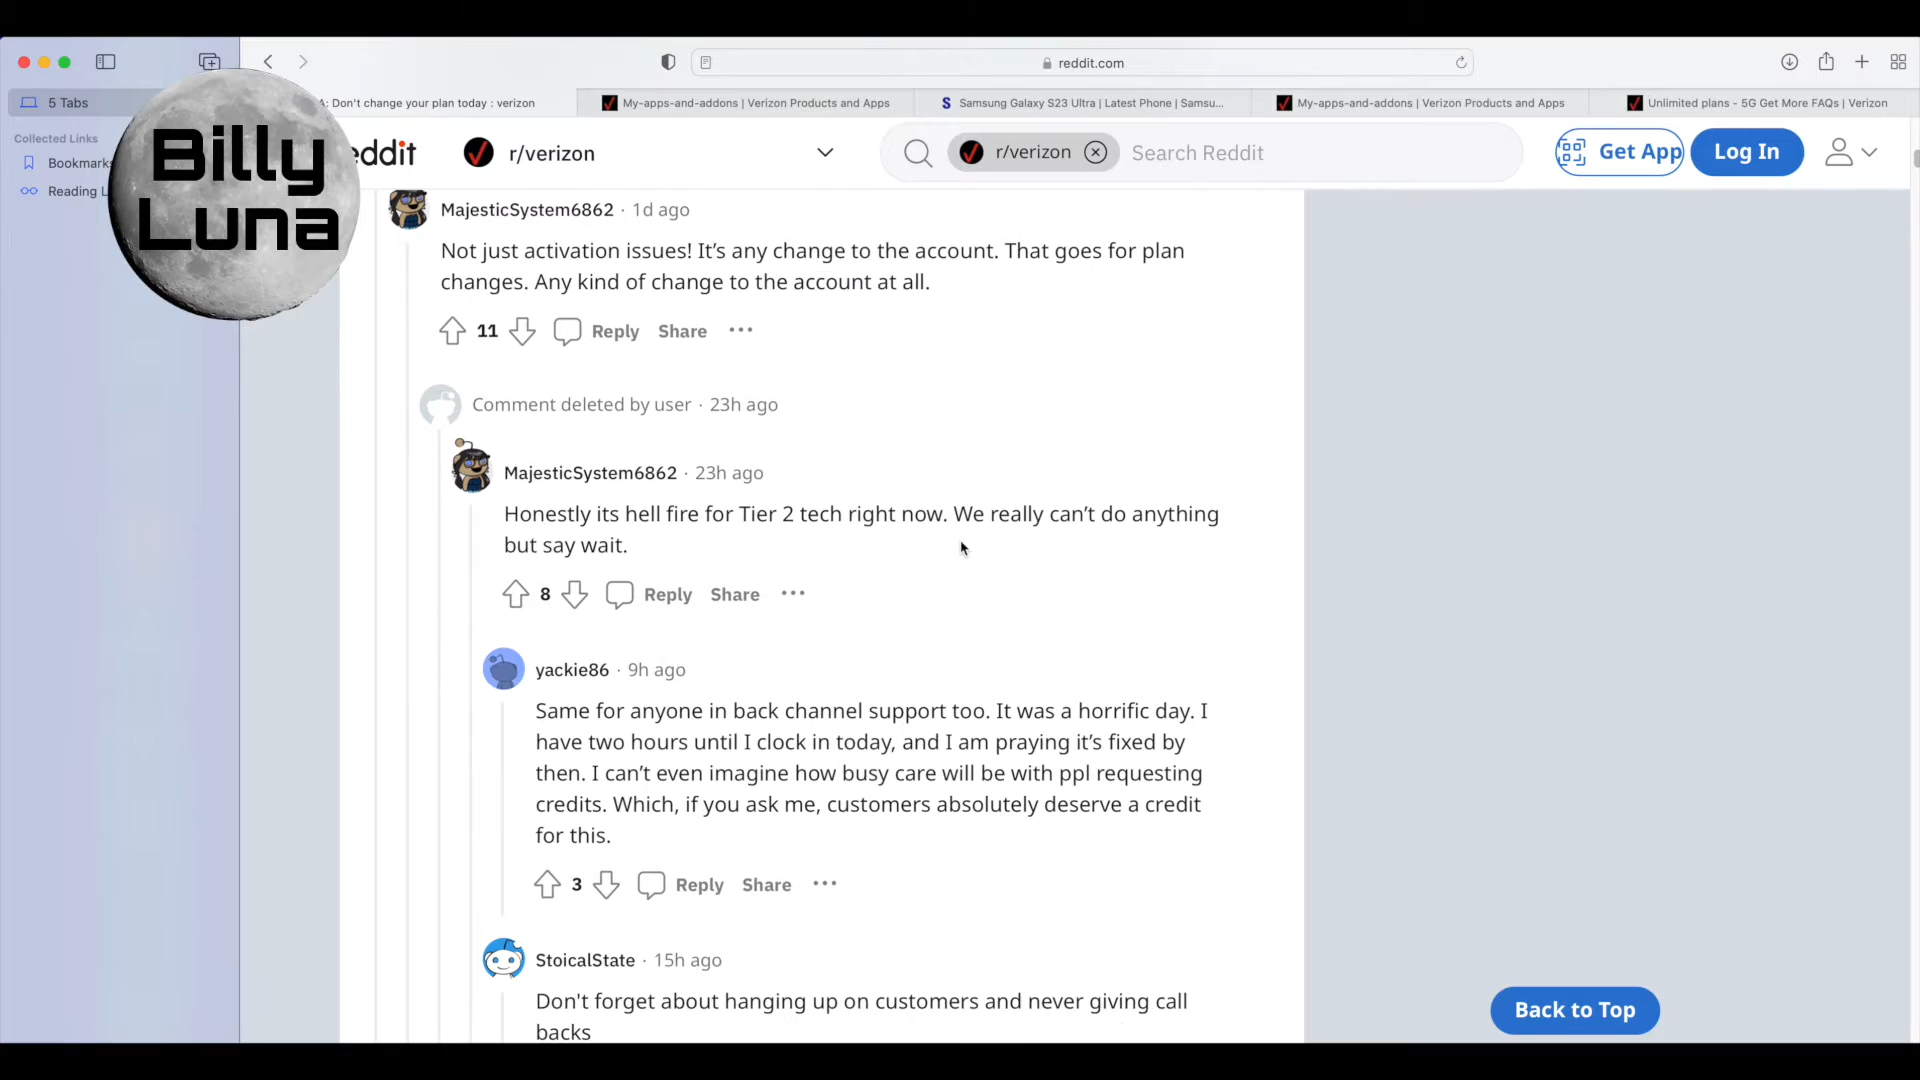 reddit.com
5 Tabs
A: Don't change your plan today : verizon
My-apps-and-addons | Verizon Products and Apps
S Samsung Galaxy S23 Ultra | Latest Phone | Samsu...
My-apps-and-addons | Verizon Products and Apps
Unlimited plans - 5G Get More FAQs | Verizon
Collected Links
Bookmarks
Reading L
Billy
Luna
eddit
r/verizon
r/verizon
Search Reddit
Get App
Log In
MajesticSystem6862 · 1d ago
Not just activation issues! It’s any change to the account. That goes for plan
changes. Any kind of change to the account at all.
11 Reply Share ···
Comment deleted by user · 23h ago
MajesticSystem6862 · 23h ago
Honestly its hell fire for Tier 2 tech right now. We really can’t do anything
but say wait.
8 Reply Share ···
yackie86 · 9h ago
Same for anyone in back channel support too. It was a horrific day. I
have two hours until I clock in today, and I am praying it’s fixed by
then. I can’t even imagine how busy care will be with ppl requesting
credits. Which, if you ask me, customers absolutely deserve a credit
for this.
3 Reply Share ···
StoicalState · 15h ago
Don't forget about hanging up on customers and never giving call
backs
Back to Top